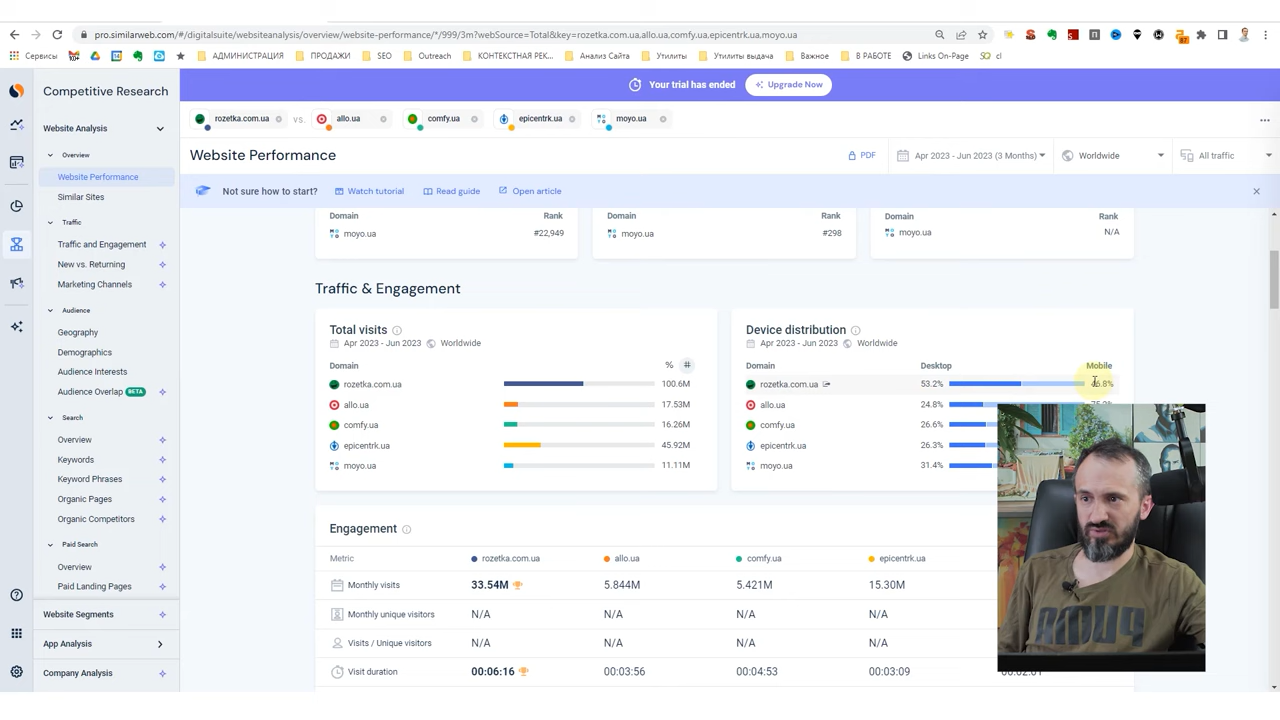 pro.similarweb.com/#/digitalsuite/websiteanalysis/overview/website-performance/*/999/3m?webSource=Total&key=rozetka.com.ua,allo.ua,comfy.ua,epicentrk.ua,moyo.ua
Сервисы АДМИНИСТРАЦИЯ ПРОДАЖИ SEO Outreach КОНТЕКСТНАЯ РЕК... Анализ Сайта Утилиты Утилиты выдача Важное В РАБОТЕ Links On-Page cl
Competitive Research
Your trial has ended Upgrade Now
rozetka.com.ua vs. allo.ua comfy.ua epicentrk.ua moyo.ua
Website Analysis
Overview
Website Performance
Similar Sites
Traffic
Traffic and Engagement
New vs. Returning
Marketing Channels
Audience
Geography
Demographics
Audience Interests
Audience Overlap BETA
Search
Overview
Keywords
Keyword Phrases
Organic Pages
Organic Competitors
Paid Search
Overview
Paid Landing Pages
Website Segments
App Analysis
Company Analysis
Website Performance PDF Apr 2023 - Jun 2023 (3 Months) Worldwide All traffic
Not sure how to start? Watch tutorial Read guide Open article
Domain Rank Domain Rank Domain Rank
moyo.ua #22,949 moyo.ua #298 moyo.ua N/A
Traffic & Engagement
Total visits
Apr 2023 - Jun 2023 Worldwide
Domain % #
rozetka.com.ua 100.6M
allo.ua 17.53M
comfy.ua 16.26M
epicentrk.ua 45.92M
moyo.ua 11.11M
Device distribution
Apr 2023 - Jun 2023 Worldwide
Domain Desktop Mobile
rozetka.com.ua 53.2%
allo.ua 24.8%
comfy.ua 26.6%
epicentrk.ua 26.3%
moyo.ua 31.4%
Engagement
Metric rozetka.com.ua allo.ua comfy.ua epicentrk.ua
Monthly visits 33.54M 5.844M 5.421M 15.30M
Monthly unique visitors N/A N/A N/A N/A
Visits / Unique visitors N/A N/A N/A N/A
Visit duration 00:06:16 00:03:56 00:04:53 00:03:09